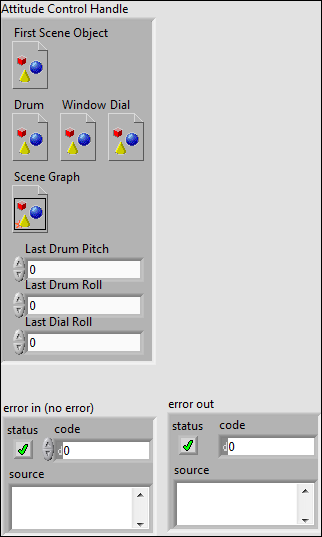 Attitude Control Handle
First Scene Object
Drum Window Dial
Scene Graph
Last Drum Pitch
0
Last Drum Roll
0
Last Dial Roll
0
error in (no error)
status code
0
source
error out
status code
0
source